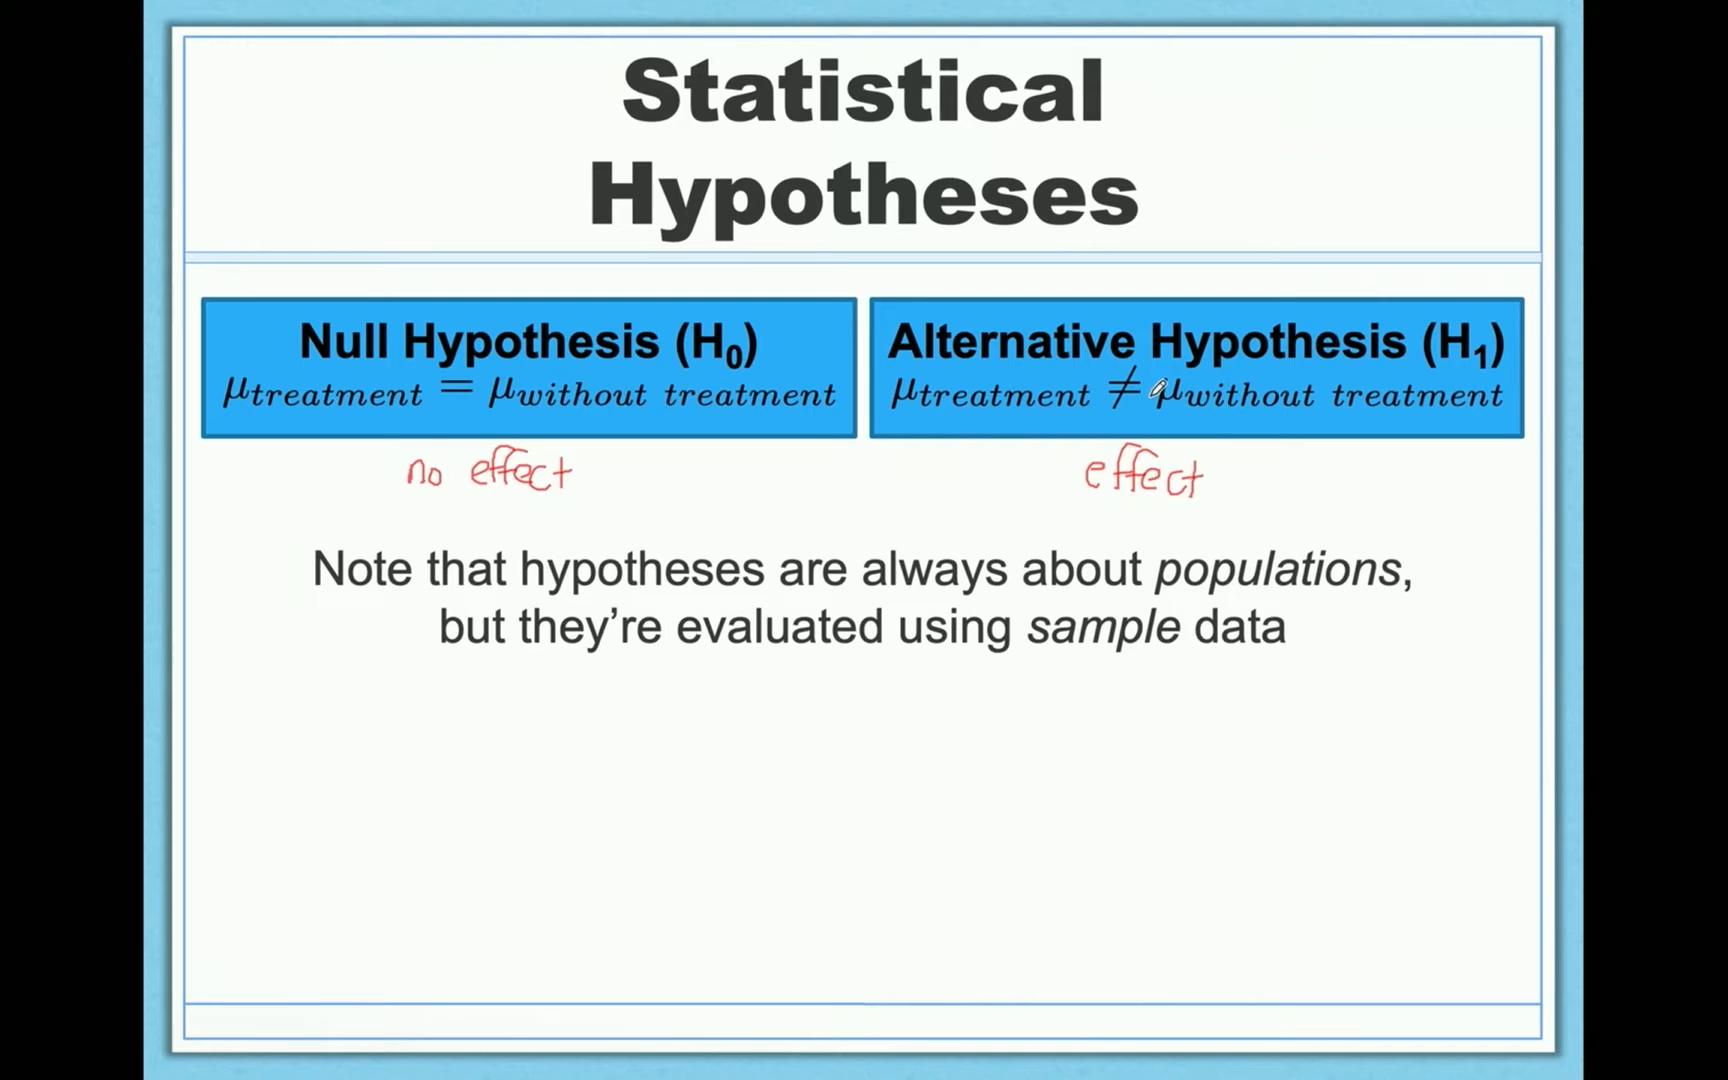 Statistical
Hypotheses
Null Hypothesis (H₀)
μtreatment = μwithout treatment
no effect
Alternative Hypothesis (H₁)
μtreatment ≠ μwithout treatment
effect
Note that hypotheses are always about populations,
but they’re evaluated using sample data